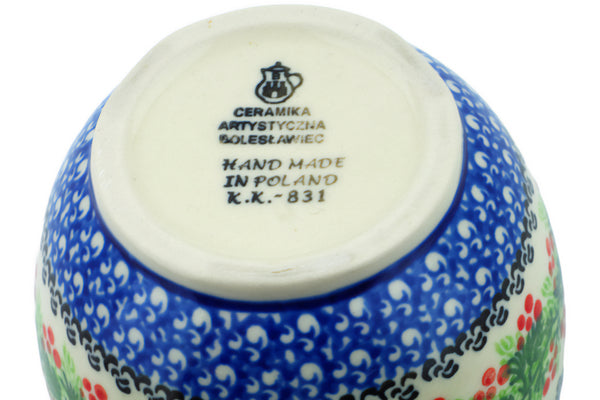 CERAMIKA
ARTYSTYCZNA
BOLESŁAWIEC
HAND MADE
IN POLAND
K.K.-831